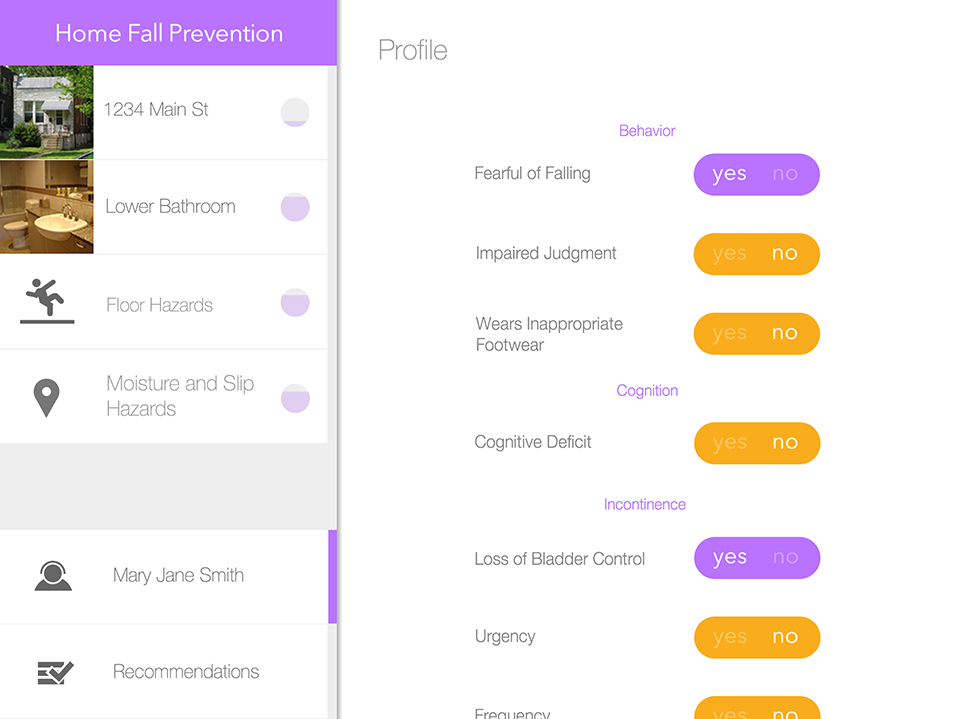 Home Fall Prevention
1234 Main St
Lower Bathroom
Floor Hazards
Moisture and Slip
Hazards
Mary Jane Smith
Recommendations
Profile
Behavior
Fearful of Falling yes no
Impaired Judgment yes no
Wears Inappropriate
Footwear yes no
Cognition
Cognitive Deficit yes no
Incontinence
Loss of Bladder Control yes no
Urgency yes no
Frequency yes no